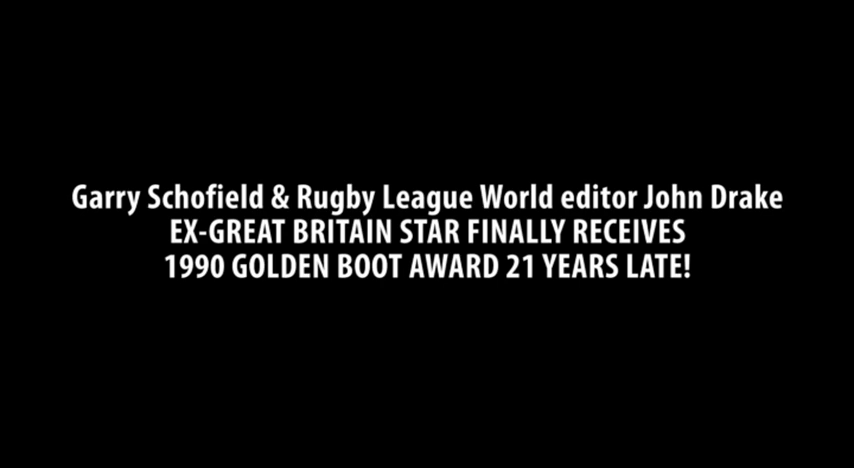 Garry Schofield & Rugby League World editor John Drake
EX-GREAT BRITAIN STAR FINALLY RECEIVES
1990 GOLDEN BOOT AWARD 21 YEARS LATE!